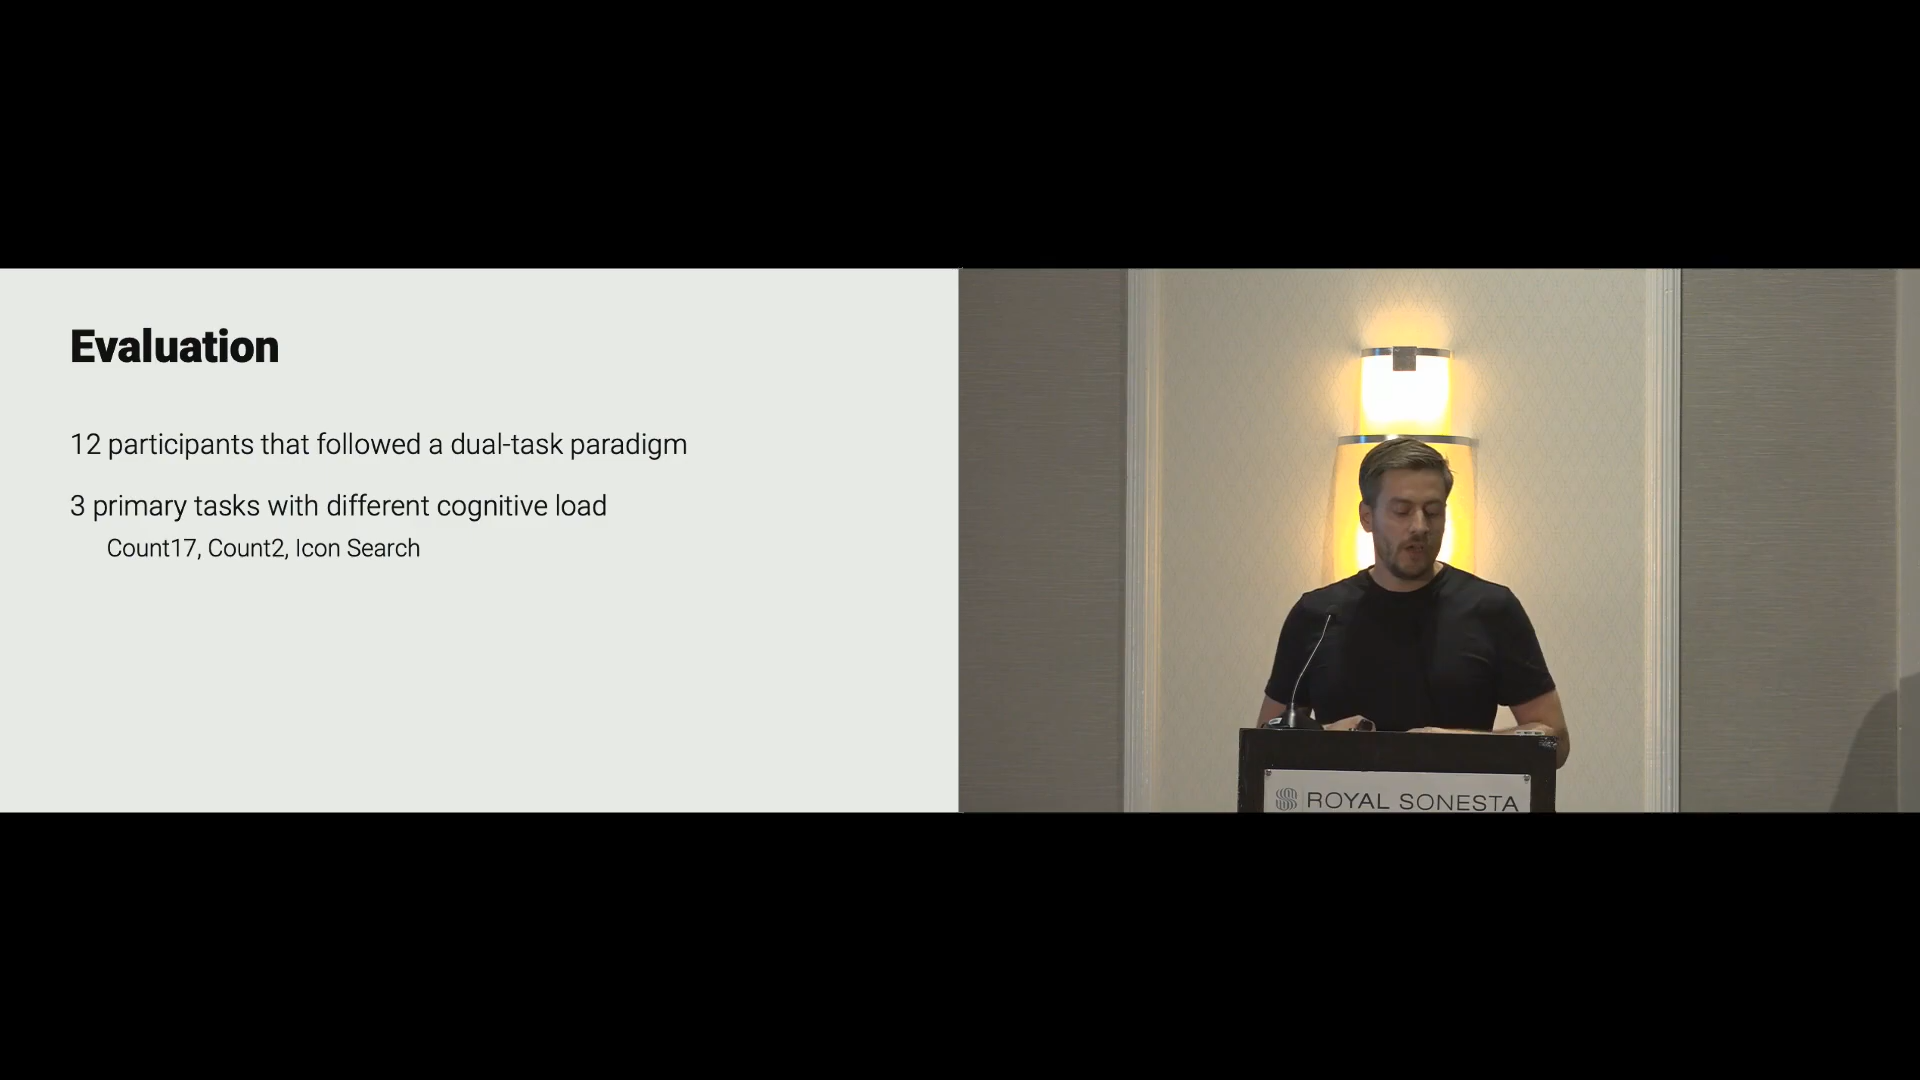 Evaluation
12 participants that followed a dual-task paradigm
3 primary tasks with different cognitive load
Count17, Count2, Icon Search
ROYAL SONESTA